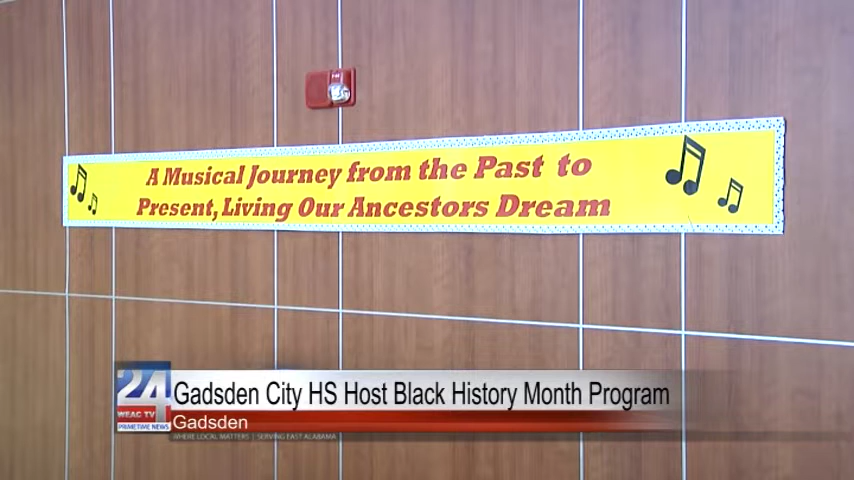 A Musical Journey from the Past to
Present, Living Our Ancestors Dream
24
WEAC TV
PRIMETIME NEWS
Gadsden City HS Host Black History Month Program
Gadsden
WHERE LOCAL MATTERS | SERVING EAST ALABAMA